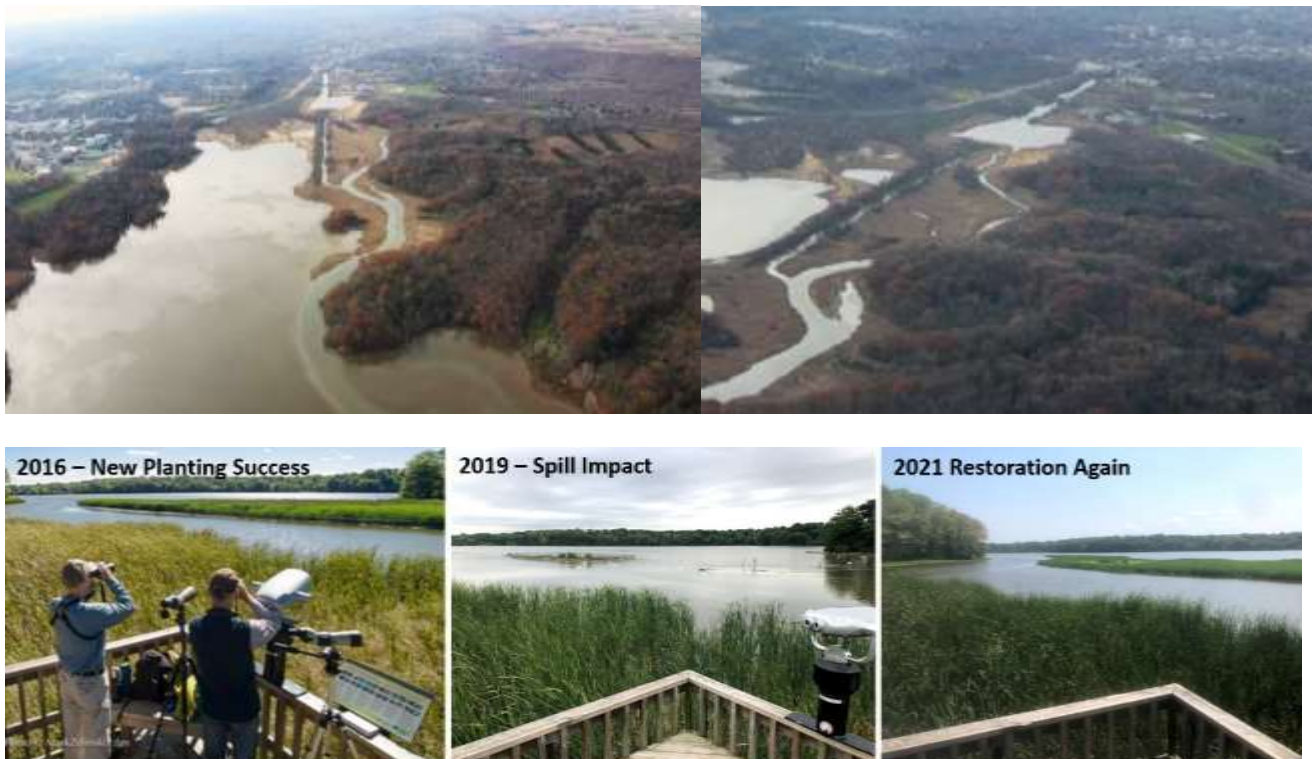 2016 – New Planting Success
2019 – Spill Impact
2021 Restoration Again